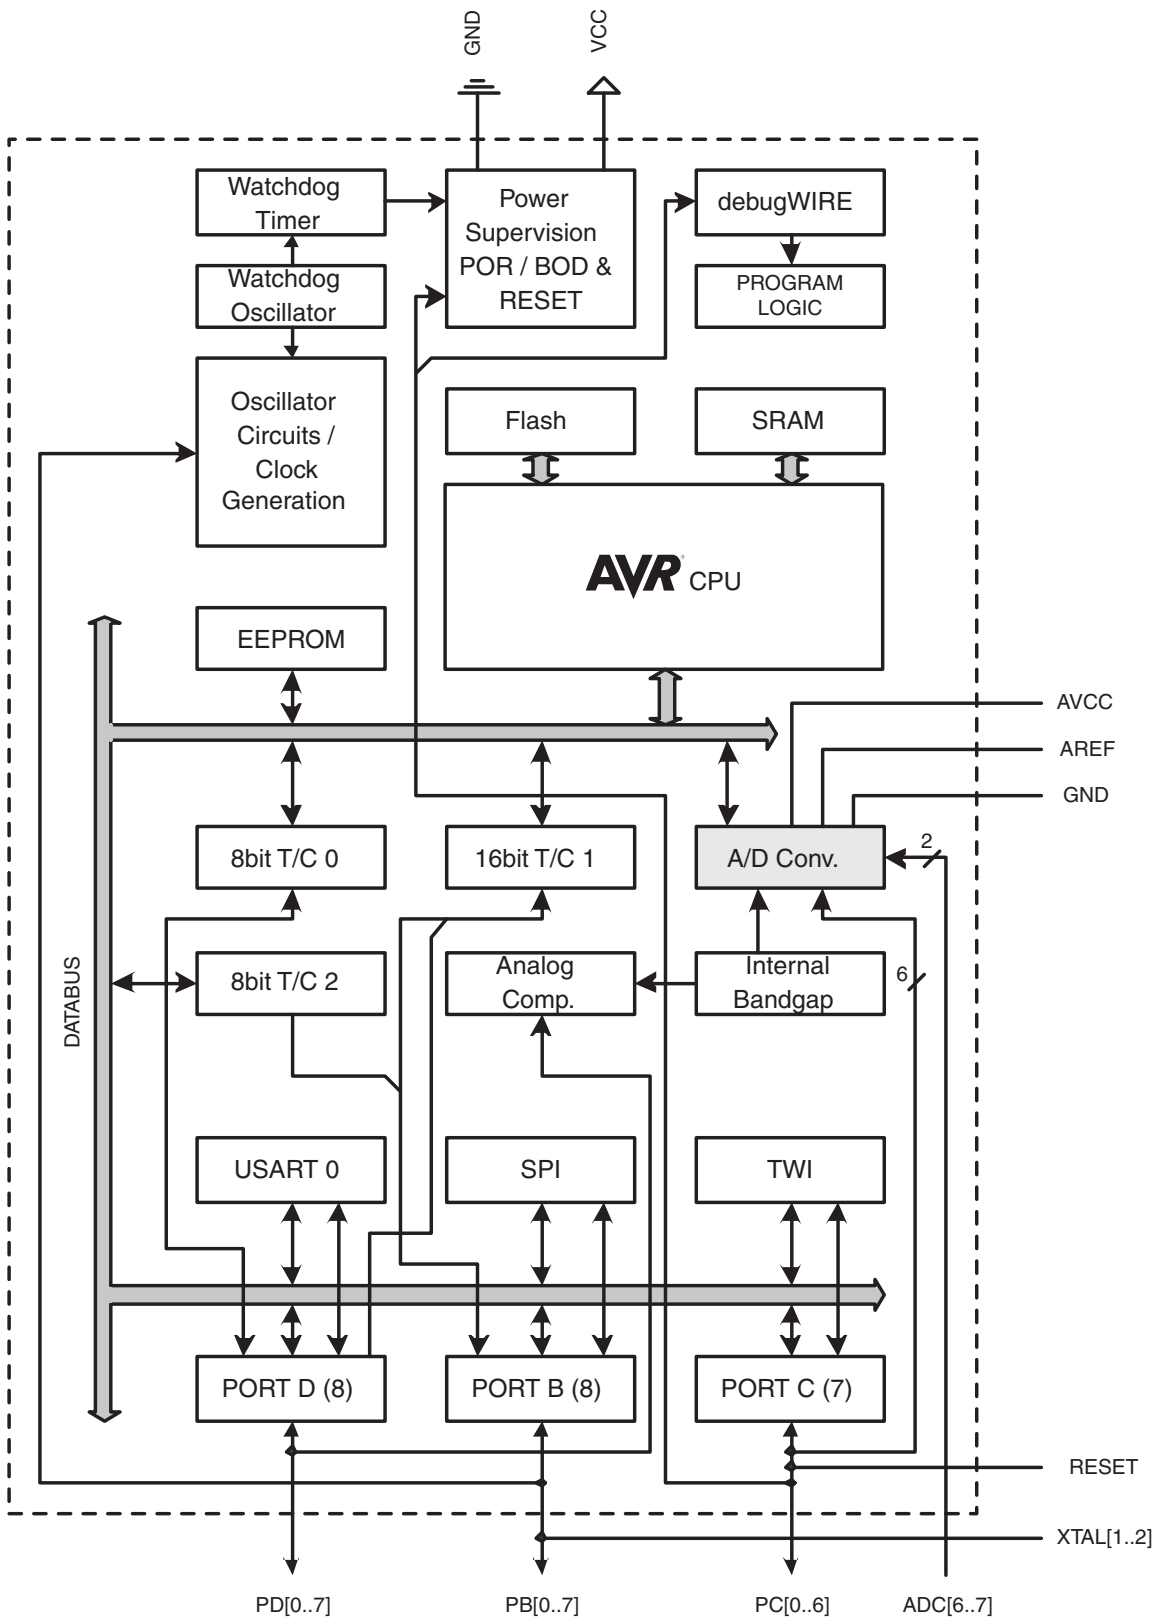 GND
VCC
Watchdog
Timer
Power
Supervision
POR / BOD &
RESET
debugWIRE
Watchdog
Oscillator
PROGRAM
LOGIC
Oscillator
Circuits /
Clock
Generation
Flash
SRAM
AVR CPU
EEPROM
AVCC
AREF
GND
8bit T/C 0
16bit T/C 1
A/D Conv.
2
DATABUS
8bit T/C 2
Analog
Comp.
Internal
Bandgap
6
USART 0
SPI
TWI
PORT D (8)
PORT B (8)
PORT C (7)
RESET
XTAL[1..2]
PD[0..7]
PB[0..7]
PC[0..6]
ADC[6..7]